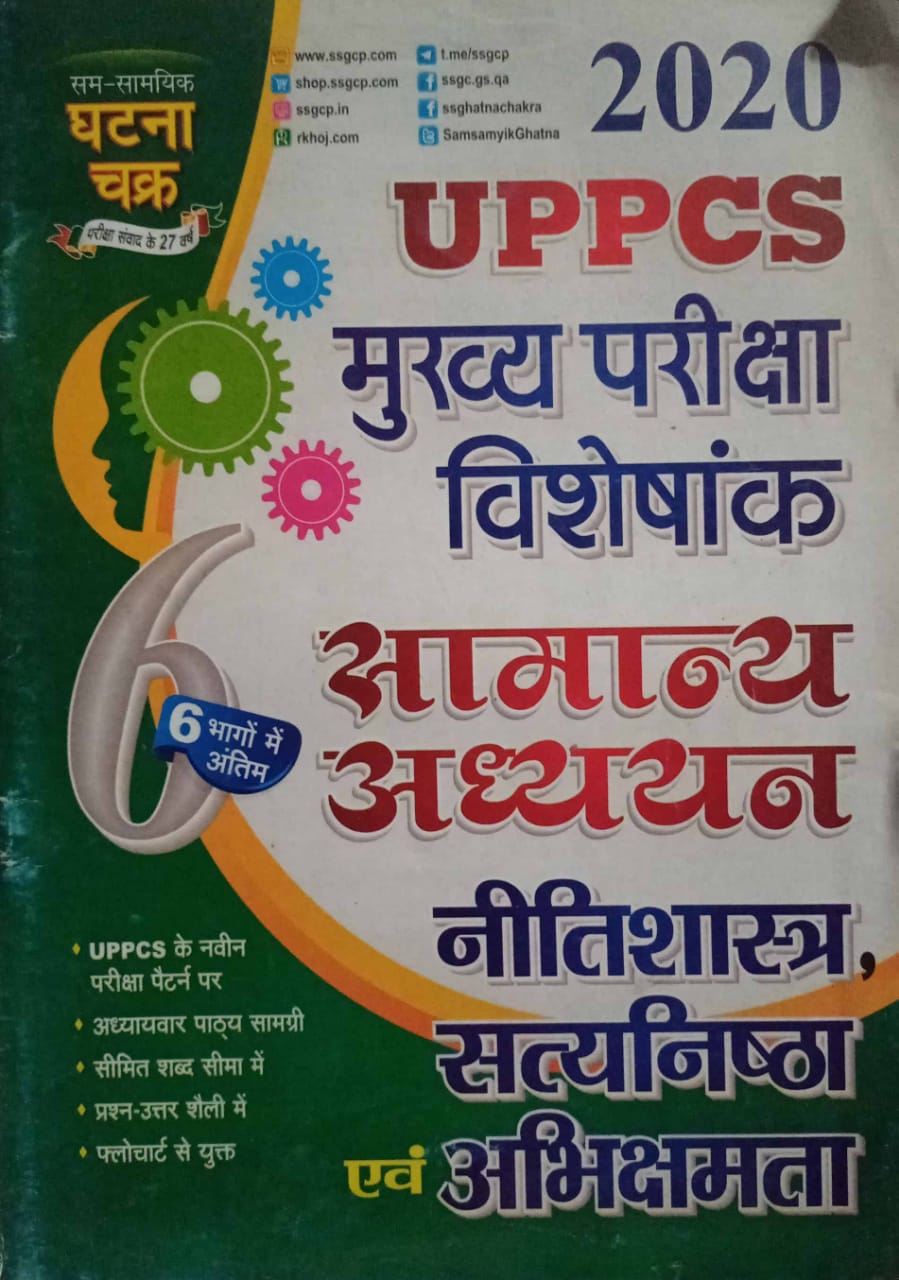 सम-सामयिक
घटना
चक्र
परीक्षा संवाद के 27 वर्ष
www.ssgcp.com
shop.ssgcp.com
ssgcp.in
rkhoj.com
t.me/ssgcp
ssgc.gs.qa
ssghatnachakra
SamsamyikGhatna
2020
UPPCS
मुख्य परीक्षा
विशेषांक
6
6 भागों में
अंतिम
सामान्य
अध्ययन
नीतिशास्त्र,
सत्यनिष्ठा
एवं अभिक्षमता
UPPCS के नवीन
परीक्षा पैटर्न पर
अध्यायवार पाठ्य सामग्री
सीमित शब्द सीमा में
प्रश्न-उत्तर शैली में
फ्लोचार्ट से युक्त